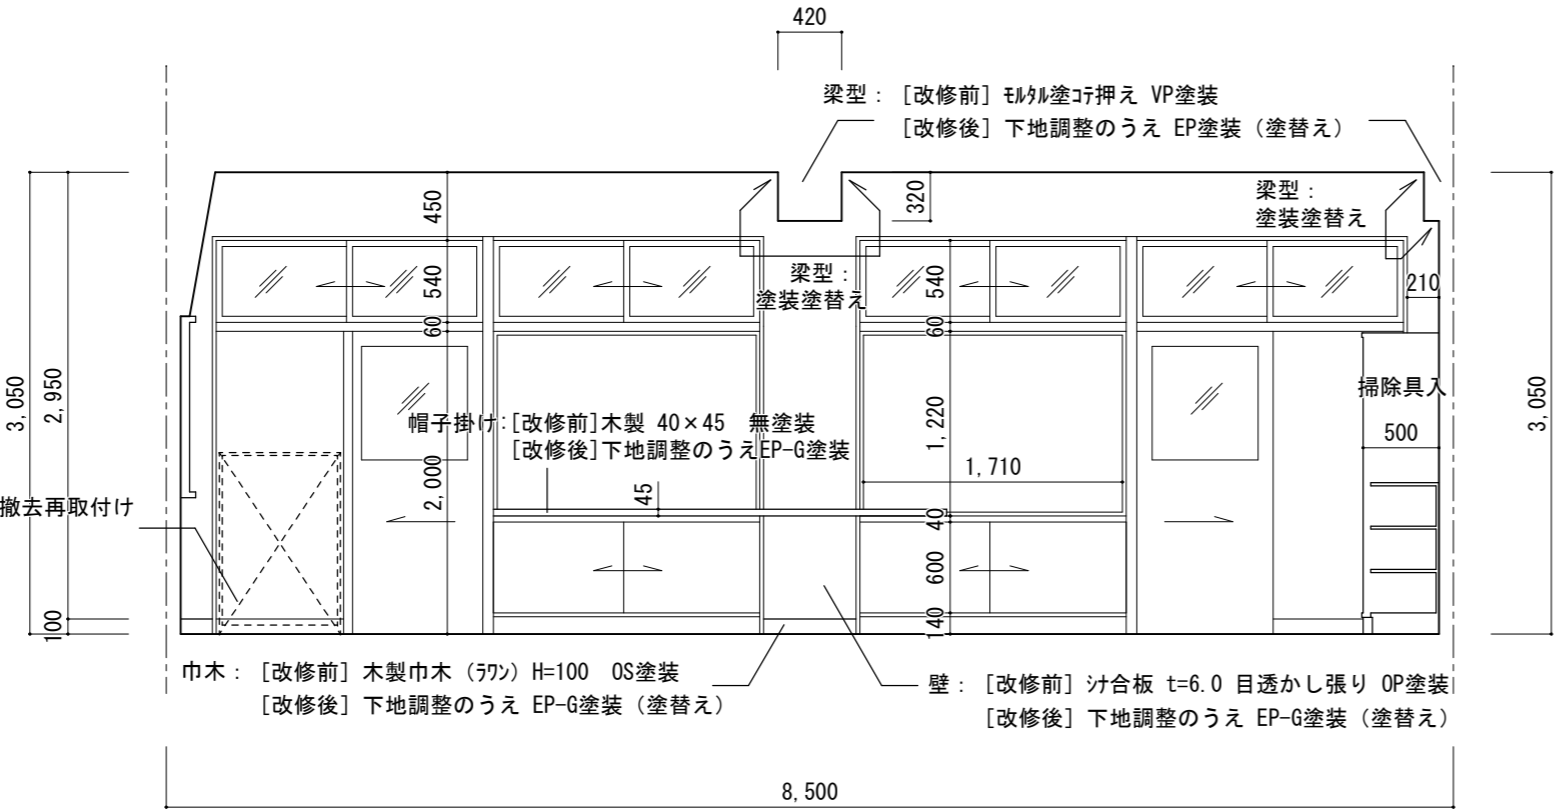 420
梁型： [改修前] ﾓﾙﾀﾙ塗ｺﾃ押え VP塗装
[改修後] 下地調整のうえ EP塗装（塗替え）
450
320
梁型：
塗装塗替え
梁型：
塗装塗替え
540
540
210
60
60
3,050
2,950
3,050
掃除具入
帽子掛け:[改修前]木製 40×45　無塗装
[改修後]下地調整のうえEP-G塗装
1,220
500
2,000
1,710
45
撤去再取付け
40
600
100
140
巾木： [改修前] 木製巾木（ﾗﾜﾝ）H=100　OS塗装
[改修後] 下地調整のうえ EP-G塗装（塗替え）
壁： [改修前] ｼﾅ合板 t=6.0 目透かし張り OP塗装
[改修後] 下地調整のうえ EP-G塗装（塗替え）
8,500